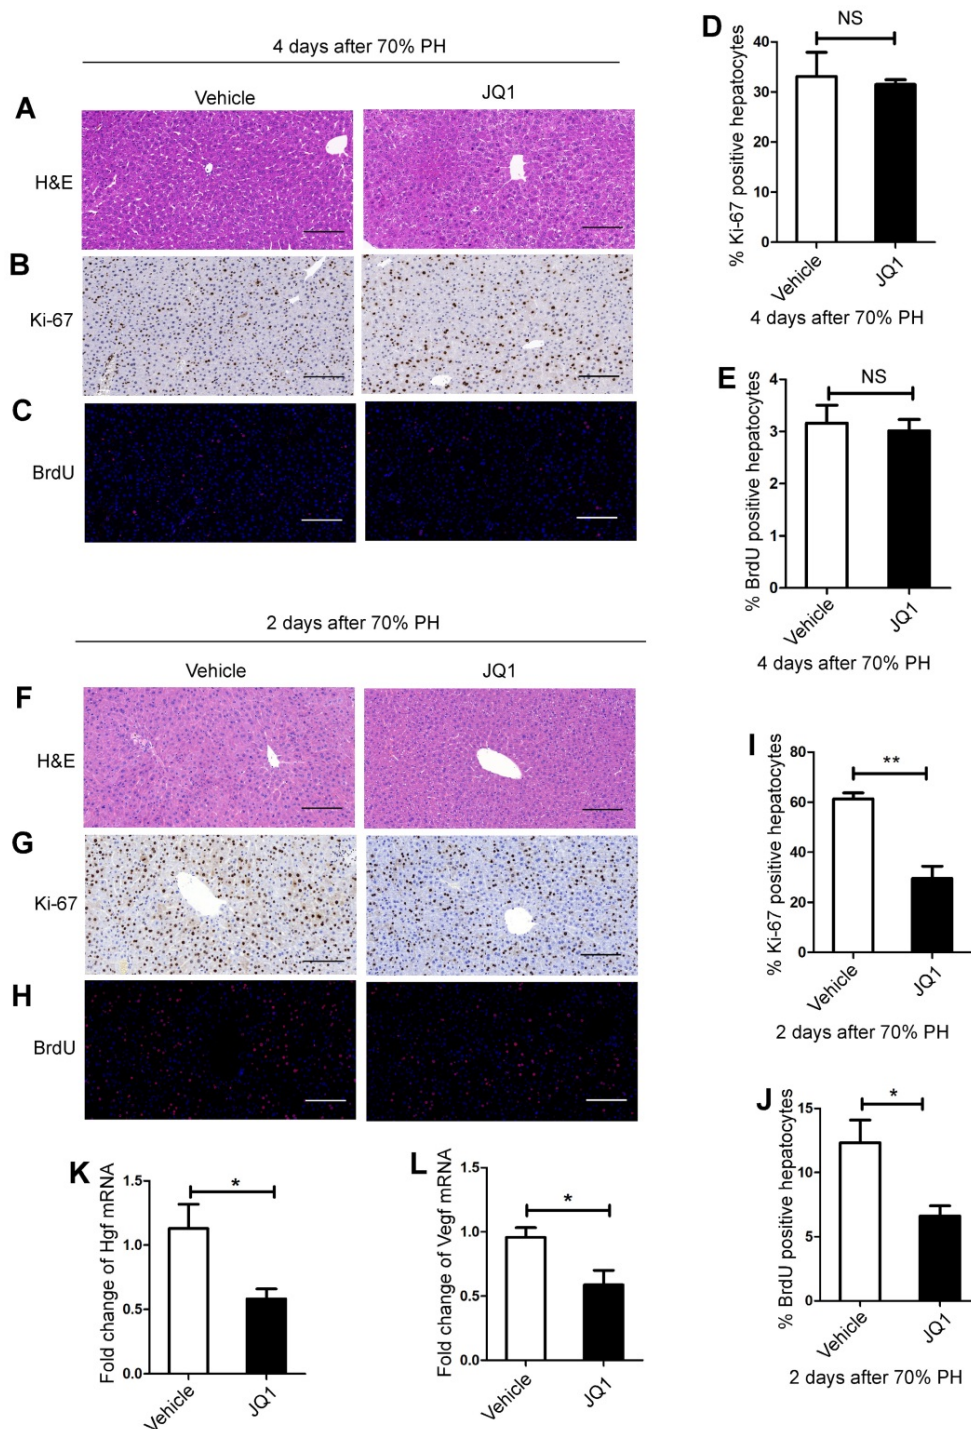 4 days after 70% PH
Vehicle
JQ1
A
H&E
B
Ki-67
C
BrdU
D
NS
% Ki-67 positive hepatocytes
40
30
20
10
0
Vehicle
JQ1
4 days after 70% PH
E
NS
% BrdU positive hepatocytes
4
3
2
1
0
Vehicle
JQ1
4 days after 70% PH
2 days after 70% PH
Vehicle
JQ1
F
H&E
G
Ki-67
H
BrdU
I
**
% Ki-67 positive hepatocytes
80
60
40
20
0
Vehicle
JQ1
2 days after 70% PH
J
*
% BrdU positive hepatocytes
15
10
5
0
Vehicle
JQ1
2 days after 70% PH
K
*
Fold change of Hgf mRNA
1.5
1.0
0.5
0.0
Vehicle
JQ1
L
*
Fold change of Vegf mRNA
1.5
1.0
0.5
0.0
Vehicle
JQ1